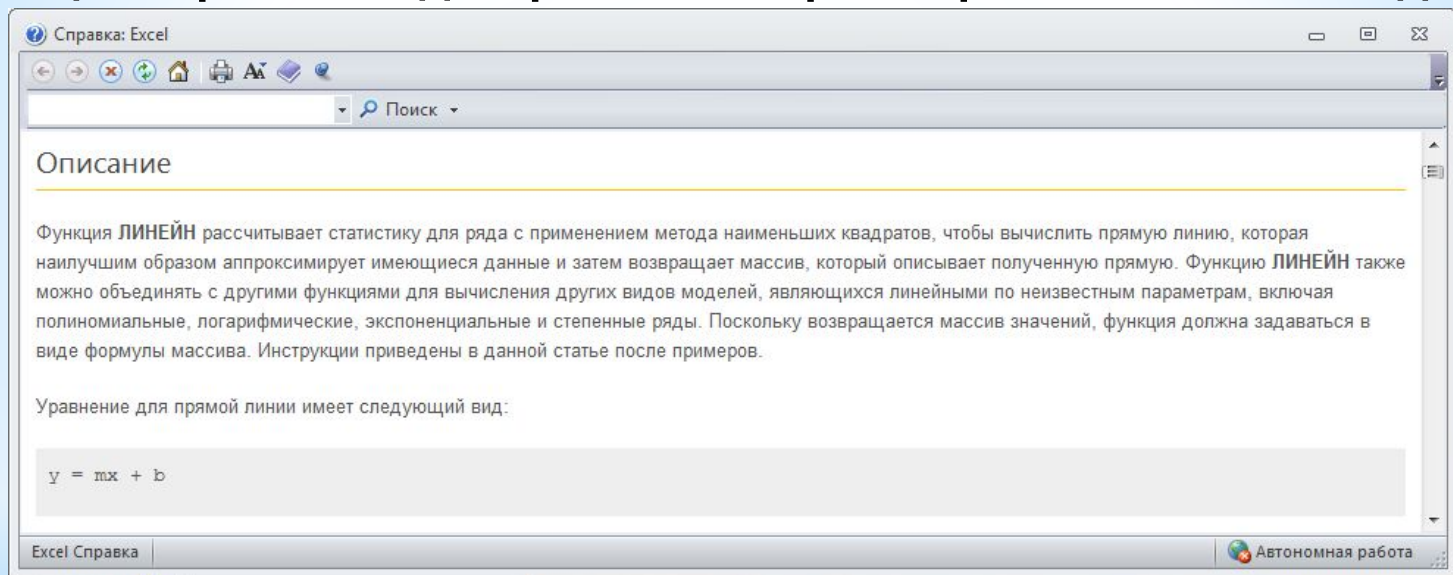 Справка: Excel
Поиск
Описание
Функция ЛИНЕЙН рассчитывает статистику для ряда с применением метода наименьших квадратов, чтобы вычислить прямую линию, которая
наилучшим образом аппроксимирует имеющиеся данные и затем возвращает массив, который описывает полученную прямую. Функцию ЛИНЕЙН также
можно объединять с другими функциями для вычисления других видов моделей, являющихся линейными по неизвестным параметрам, включая
полиномиальные, логарифмические, экспоненциальные и степенные ряды. Поскольку возвращается массив значений, функция должна задаваться в
виде формулы массива. Инструкции приведены в данной статье после примеров.
Уравнение для прямой линии имеет следующий вид:
y = mx + b
Excel Справка
Автономная работа